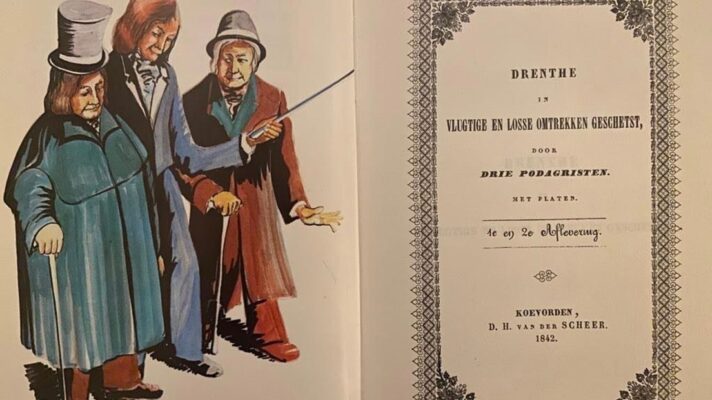 DRENTHE
IN
VLUGTIGE EN LOSSE OMTREKKEN GESCHETST,
DOOR
DRIE PODAGRISTEN.
MET PLATEN.
1e en 2e Aflevering.
KOEVORDEN,
D. H. VAN DER SCHEER.
1842.